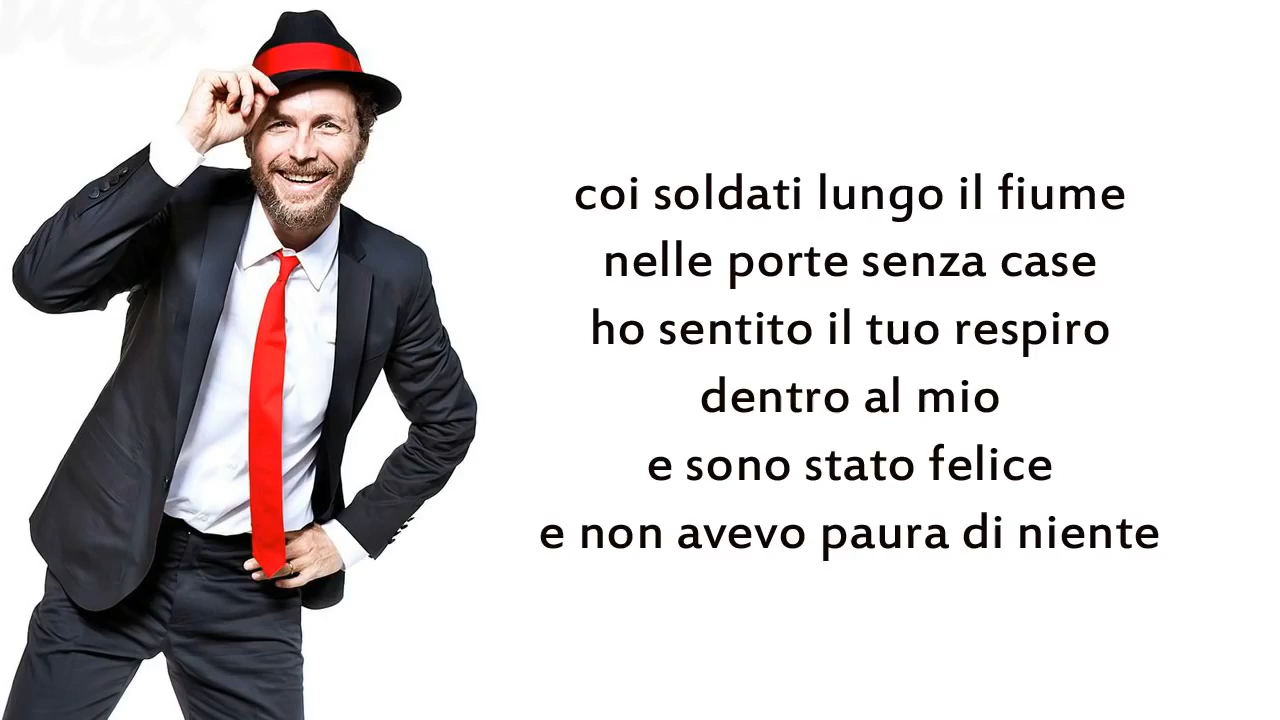 coi soldati lungo il fiume
nelle porte senza case
ho sentito il tuo respiro
dentro al mio
e sono stato felice
e non avevo paura di niente